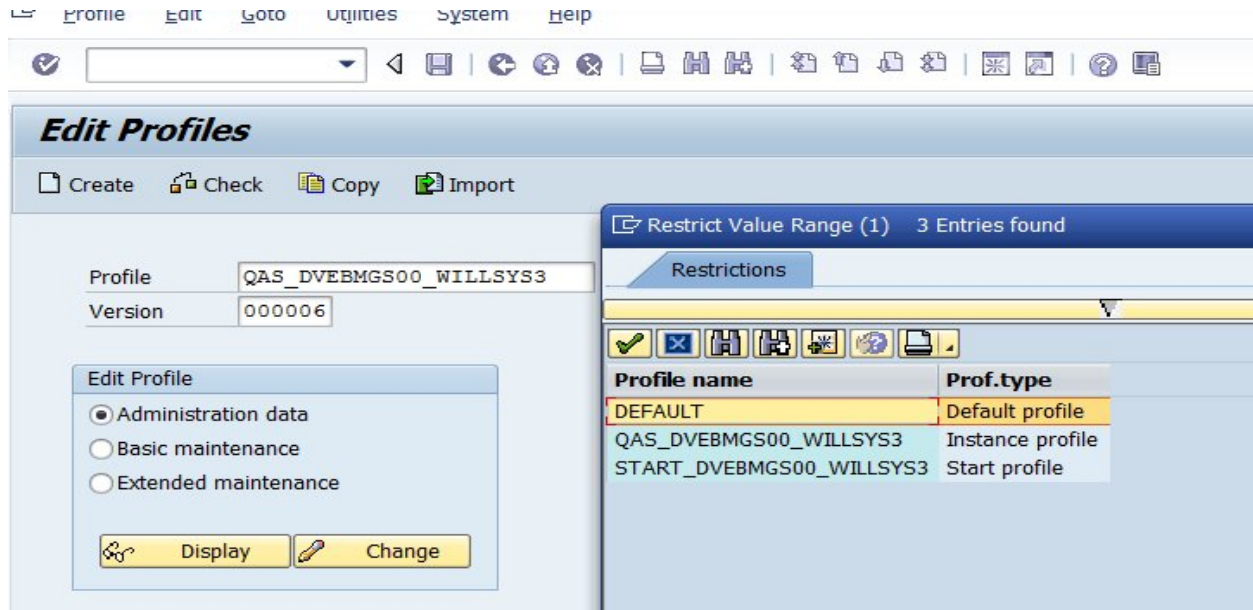 Profile Edit Goto Utilities System Help
Edit Profiles
Create Check Copy Import
Restrict Value Range (1) 3 Entries found
Restrictions
Profile QAS_DVEBMGS00_WILLSYS3
Version 000006
Edit Profile
Administration data
Basic maintenance
Extended maintenance
Display Change
Profile name Prof.type
DEFAULT Default profile
QAS_DVEBMGS00_WILLSYS3 Instance profile
START_DVEBMGS00_WILLSYS3 Start profile